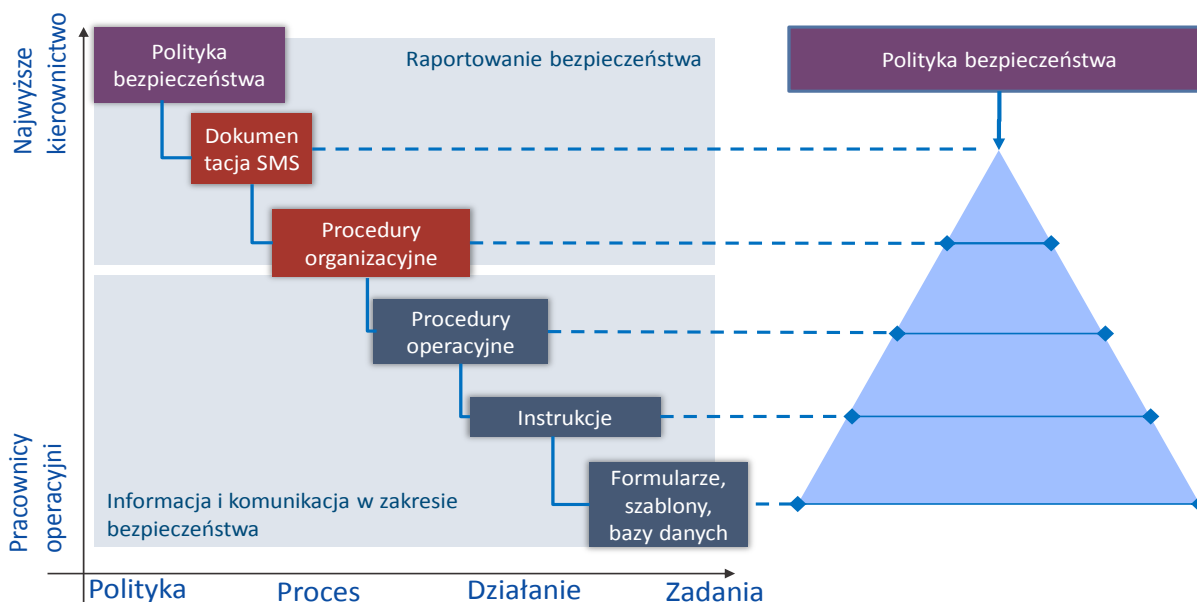 Najwyższe
kierownictwo
Polityka
bezpieczeństwa
Raportowanie bezpieczeństwa
Polityka bezpieczeństwa
Dokumen
tacja SMS
Procedury
organizacyjne
Procedury
operacyjne
Instrukcje
Formularze,
szablony,
bazy danych
Informacja i komunikacja w zakresie
bezpieczeństwa
Pracownicy
operacyjni
Polityka
Proces
Działanie
Zadania